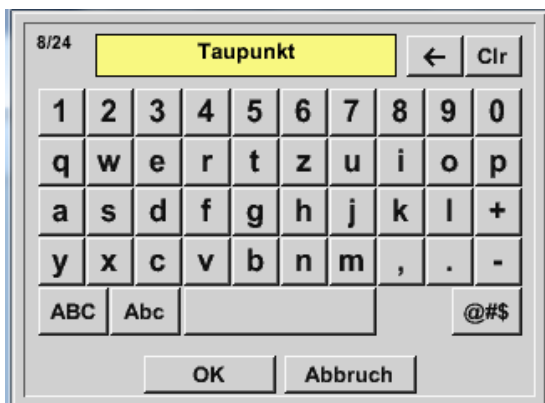 8/24 Taupunkt ← Clr
1 2 3 4 5 6 7 8 9 0
q w e r t z u i o p
a s d f g h j k l +
y x c v b n m , . -
ABC Abc @#$
OK Abbruch